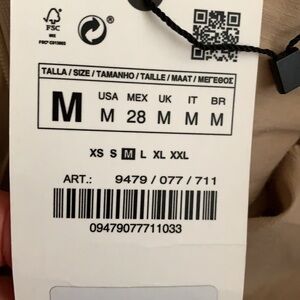 FSC
TALLA / SIZE / TAMANHO / TAILLE / MAAT / ΜΕΓΕΘΟΣ
M
USA MEX UK IT BR
M 28 M M M
XS S M L XL XXL
ART.: 9479 / 077 / 711
09479077711033